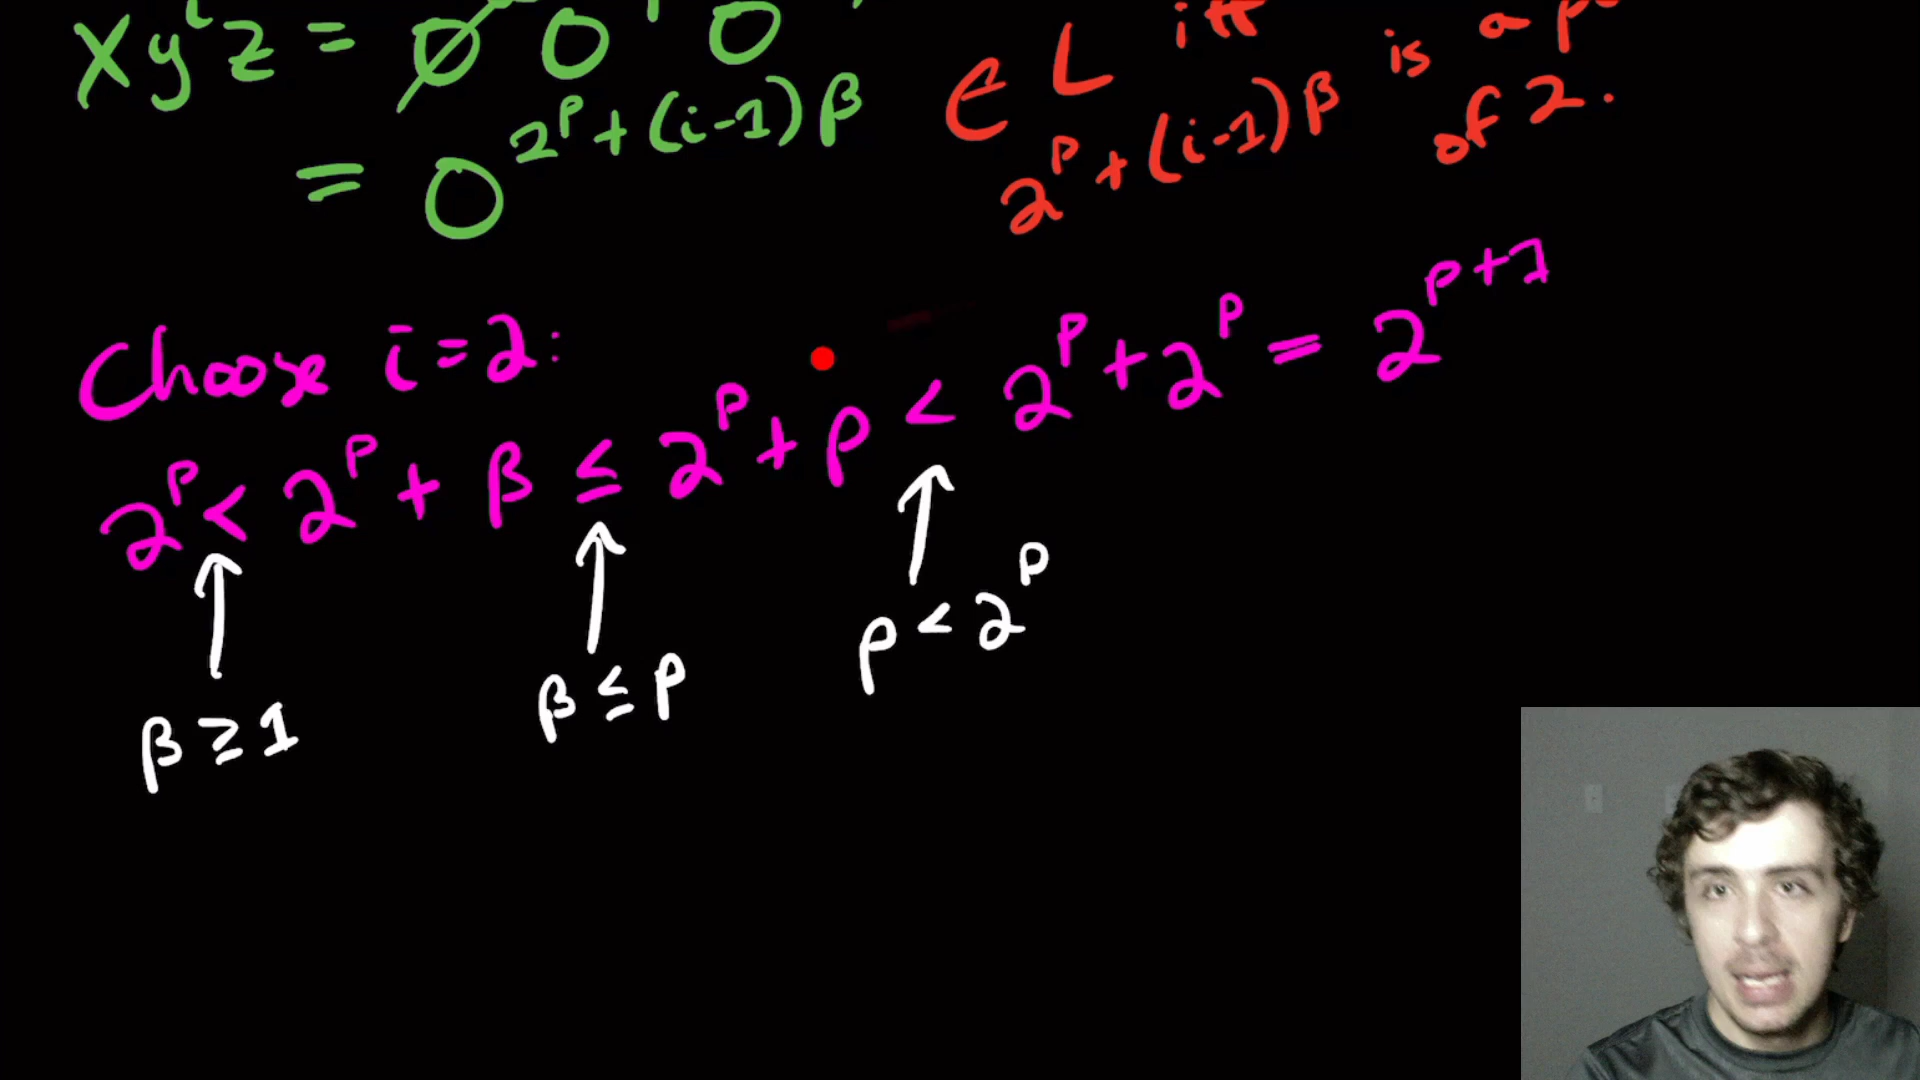 xy^i z = 0̸ 0 0
= 0^{2^p + (i-1)β}
∈ L iff
2^p + (i-1)β is a
of 2.
Choose i=2:
2^p < 2^p + β ≤ 2^p + p < 2^p + 2^p = 2^{p+1}
β ≥ 1
β ≤ p
p < 2^p